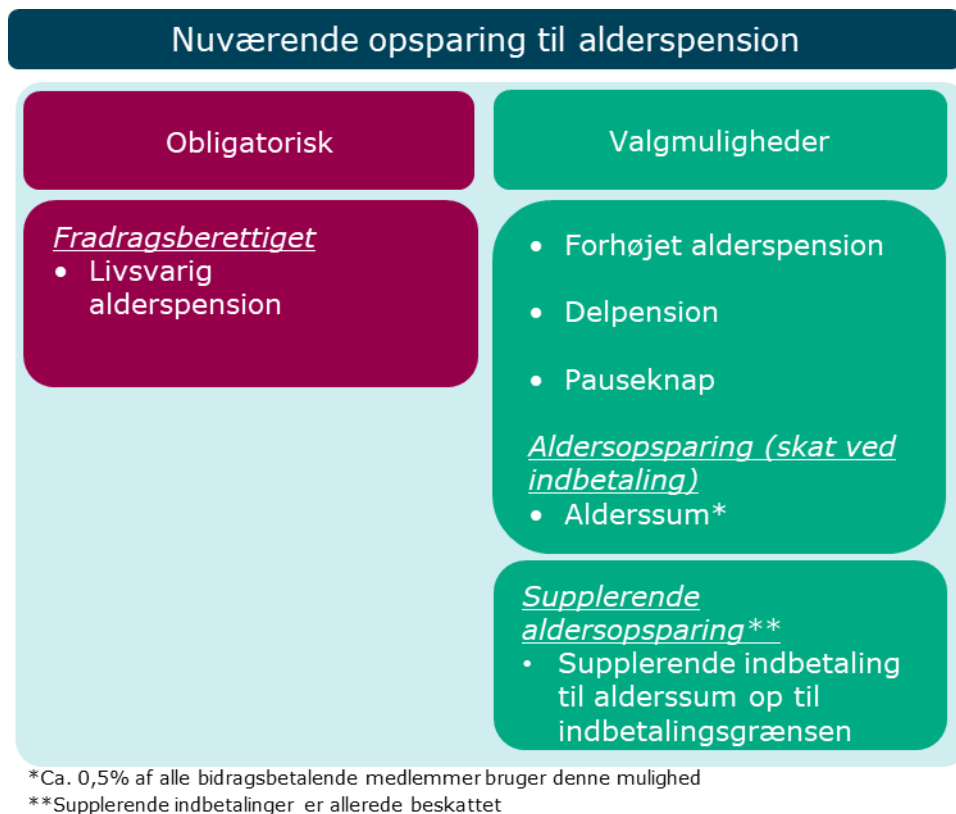 Nuværende opsparing til alderspension
Obligatorisk
Valgmuligheder
Fradragsberettiget
• Livsvarig
alderspension
• Forhøjet alderspension
• Delpension
• Pauseknap
Aldersopsparing (skat ved
indbetaling)
• Alderssum*
Supplerende
aldersopsparing**
• Supplerende indbetaling
til alderssum op til
indbetalingsgrænsen
*Ca. 0,5% af alle bidragsbetalende medlemmer bruger denne mulighed
**Supplerende indbetalinger er allerede beskattet